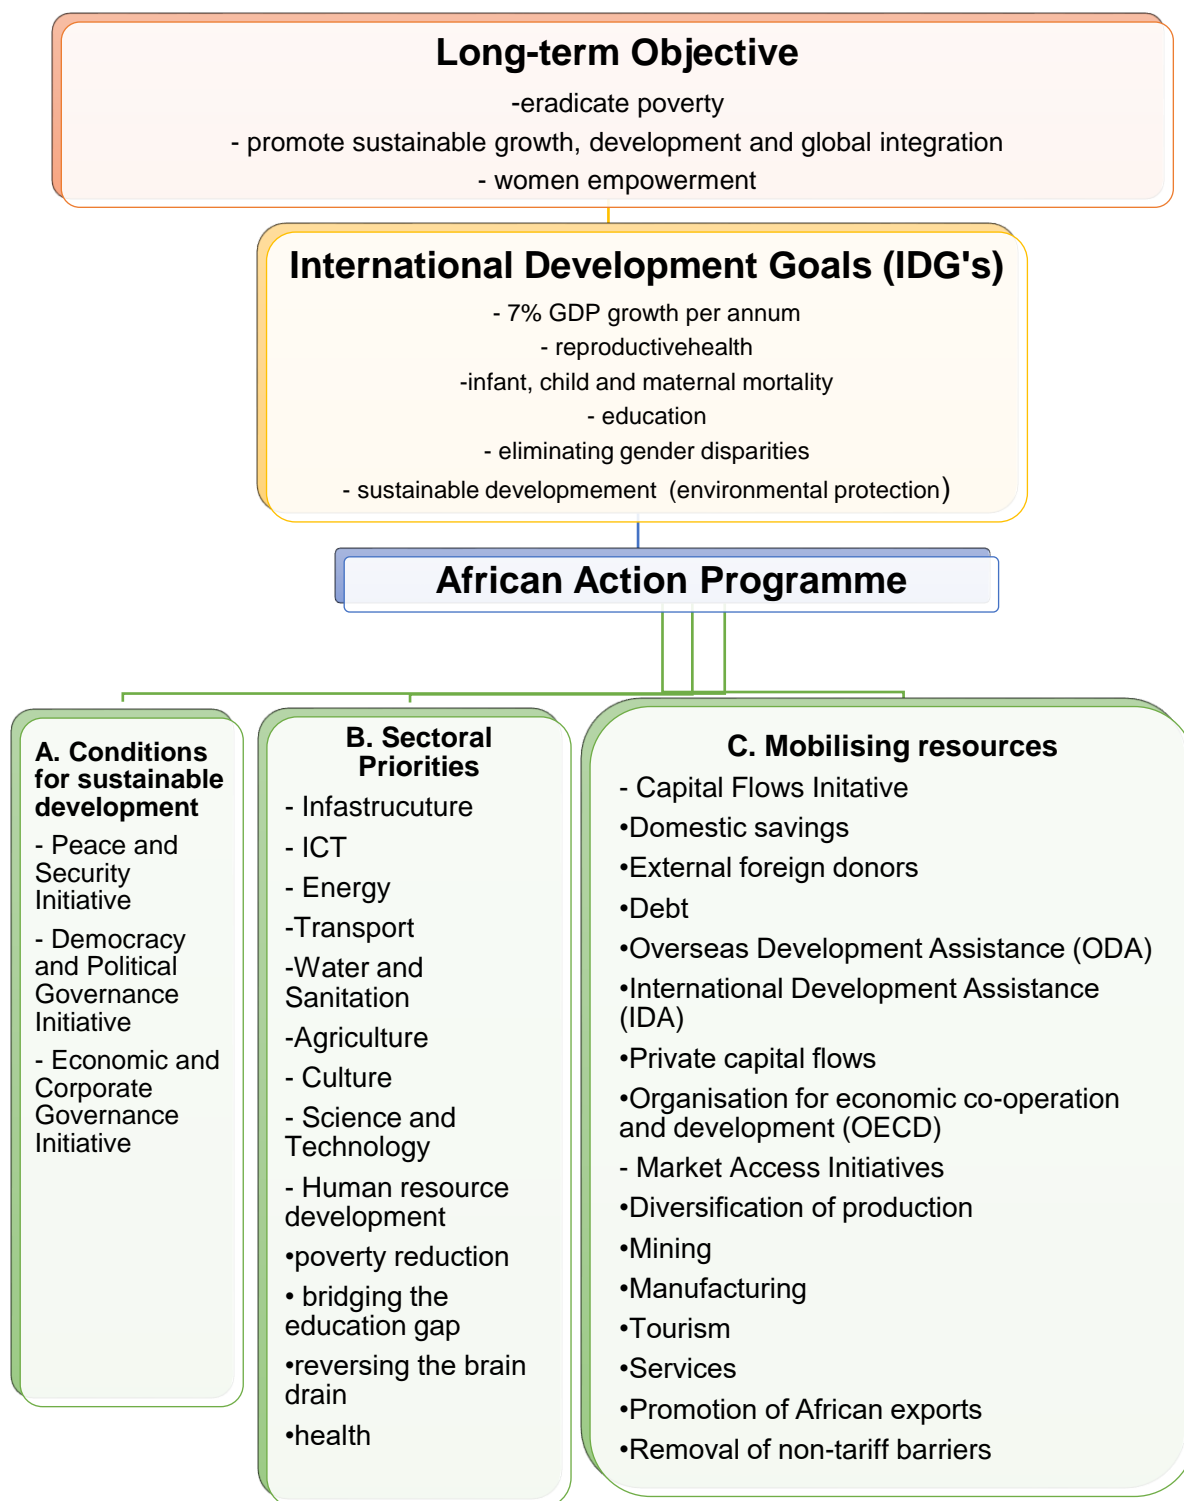 Long-term Objective
-eradicate poverty
- promote sustainable growth, development and global integration
- women empowerment
International Development Goals (IDG's)
- 7% GDP growth per annum
- reproductivehealth
-infant, child and maternal mortality
- education
- eliminating gender disparities
- sustainable developmement (environmental protection)
African Action Programme
A. Conditions
for sustainable
development
- Peace and
Security
Initiative
- Democracy
and Political
Governance
Initiative
- Economic and
Corporate
Governance
Initiative
B. Sectoral
Priorities
- Infastrucuture
- ICT
- Energy
-Transport
-Water and
Sanitation
-Agriculture
- Culture
- Science and
Technology
- Human resource
development
•poverty reduction
• bridging the
education gap
•reversing the brain
drain
•health
C. Mobilising resources
- Capital Flows Initative
•Domestic savings
•External foreign donors
•Debt
•Overseas Development Assistance (ODA)
•International Development Assistance
(IDA)
•Private capital flows
•Organisation for economic co-operation
and development (OECD)
- Market Access Initiatives
•Diversification of production
•Mining
•Manufacturing
•Tourism
•Services
•Promotion of African exports
•Removal of non-tariff barriers